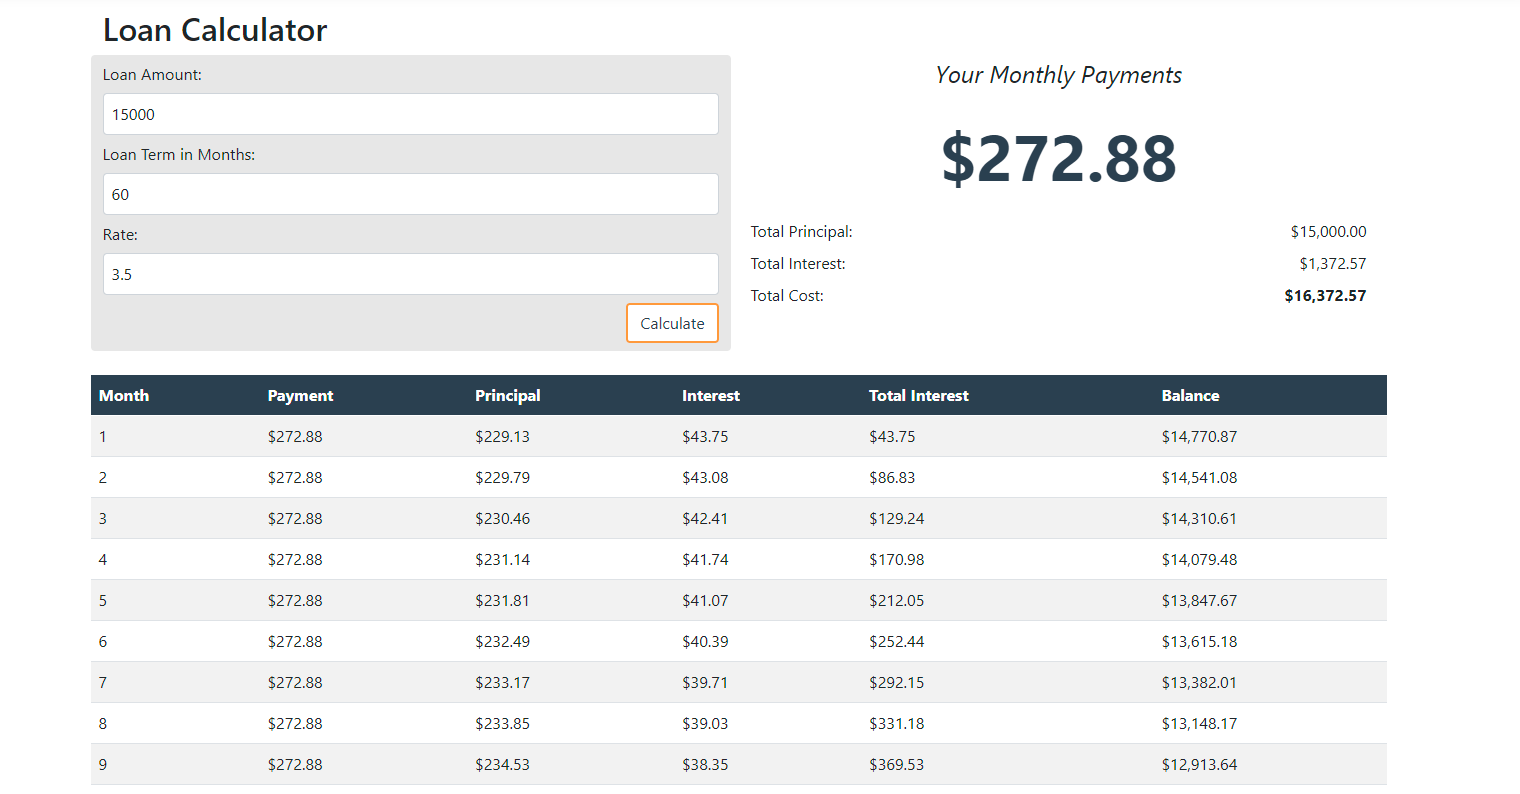 Loan Calculator
Loan Amount:
15000
Loan Term in Months:
60
Rate:
3.5
Calculate
Your Monthly Payments
$272.88
Total Principal: $15,000.00
Total Interest: $1,372.57
Total Cost: $16,372.57
Month Payment Principal Interest Total Interest Balance
1 $272.88 $229.13 $43.75 $43.75 $14,770.87
2 $272.88 $229.79 $43.08 $86.83 $14,541.08
3 $272.88 $230.46 $42.41 $129.24 $14,310.61
4 $272.88 $231.14 $41.74 $170.98 $14,079.48
5 $272.88 $231.81 $41.07 $212.05 $13,847.67
6 $272.88 $232.49 $40.39 $252.44 $13,615.18
7 $272.88 $233.17 $39.71 $292.15 $13,382.01
8 $272.88 $233.85 $39.03 $331.18 $13,148.17
9 $272.88 $234.53 $38.35 $369.53 $12,913.64